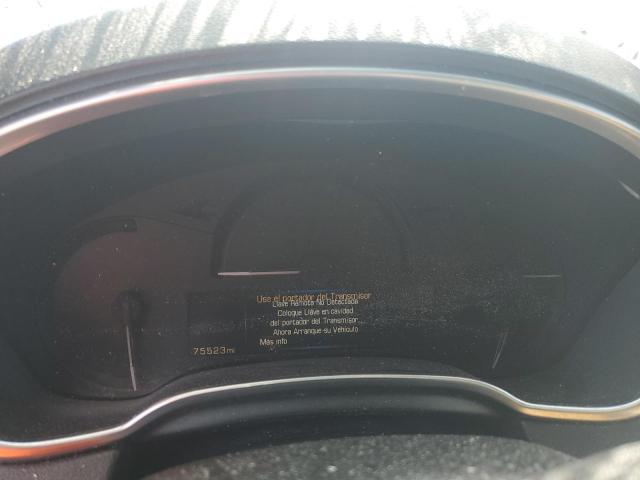 Use el portador del Transmisor
Llave Remota No Detectada
Coloque Llave en cavidad
del portador del Transmisor...
Ahora Arranque su Vehículo
Más info
75523mi